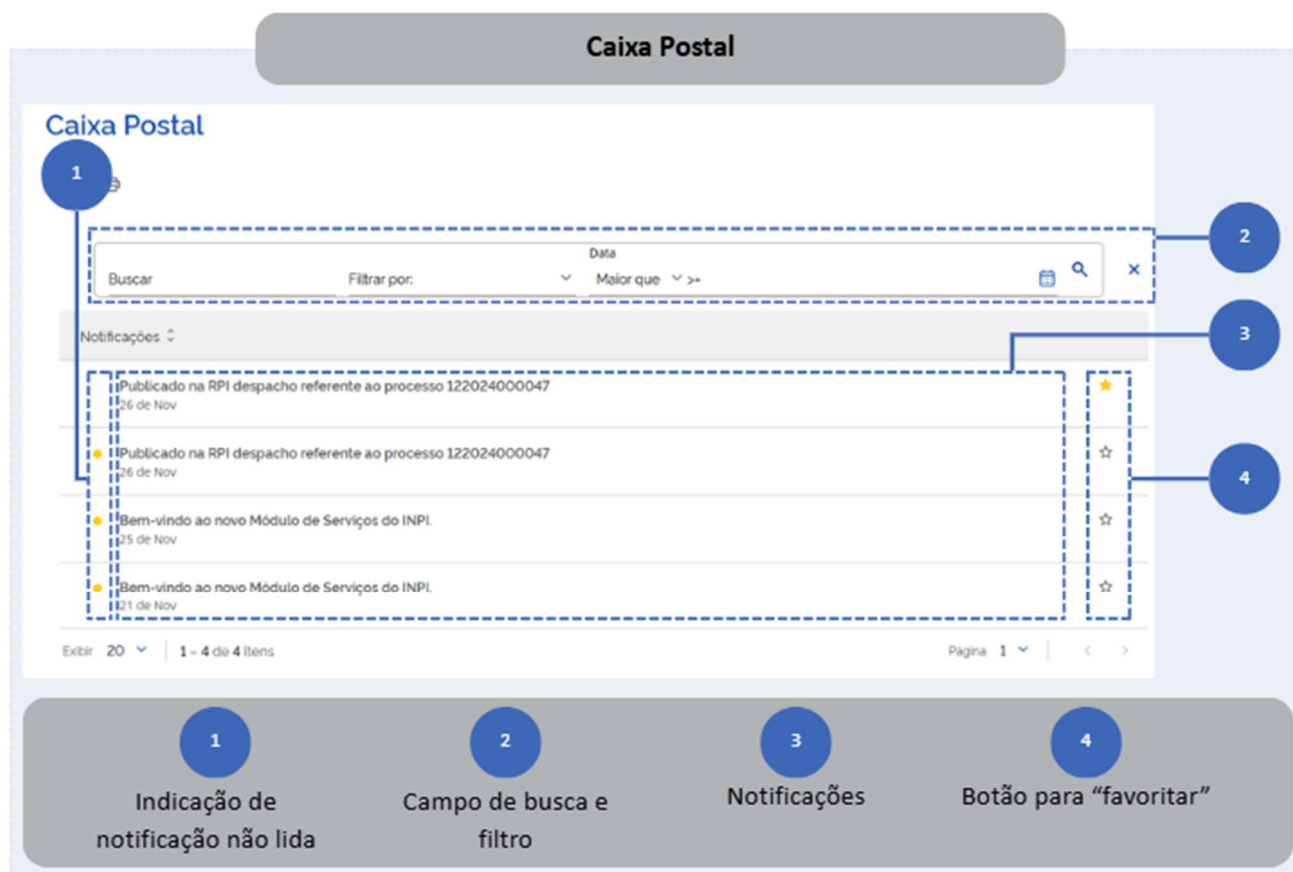 Caixa Postal
Caixa Postal
1
2
Data
Buscar
Filtrar por:
Maior que
>=
Notificações
3
Publicado na RPI despacho referente ao processo 122024000047
26 de Nov
Publicado na RPI despacho referente ao processo 122024000047
26 de Nov
4
Bem-vindo ao novo Módulo de Serviços do INPI.
25 de Nov
Bem-vindo ao novo Módulo de Serviços do INPI.
21 de Nov
Exibir 20 1 – 4 de 4 itens
Página 1
1
Indicação de
notificação não lida
2
Campo de busca e
filtro
3
Notificações
4
Botão para “favoritar”